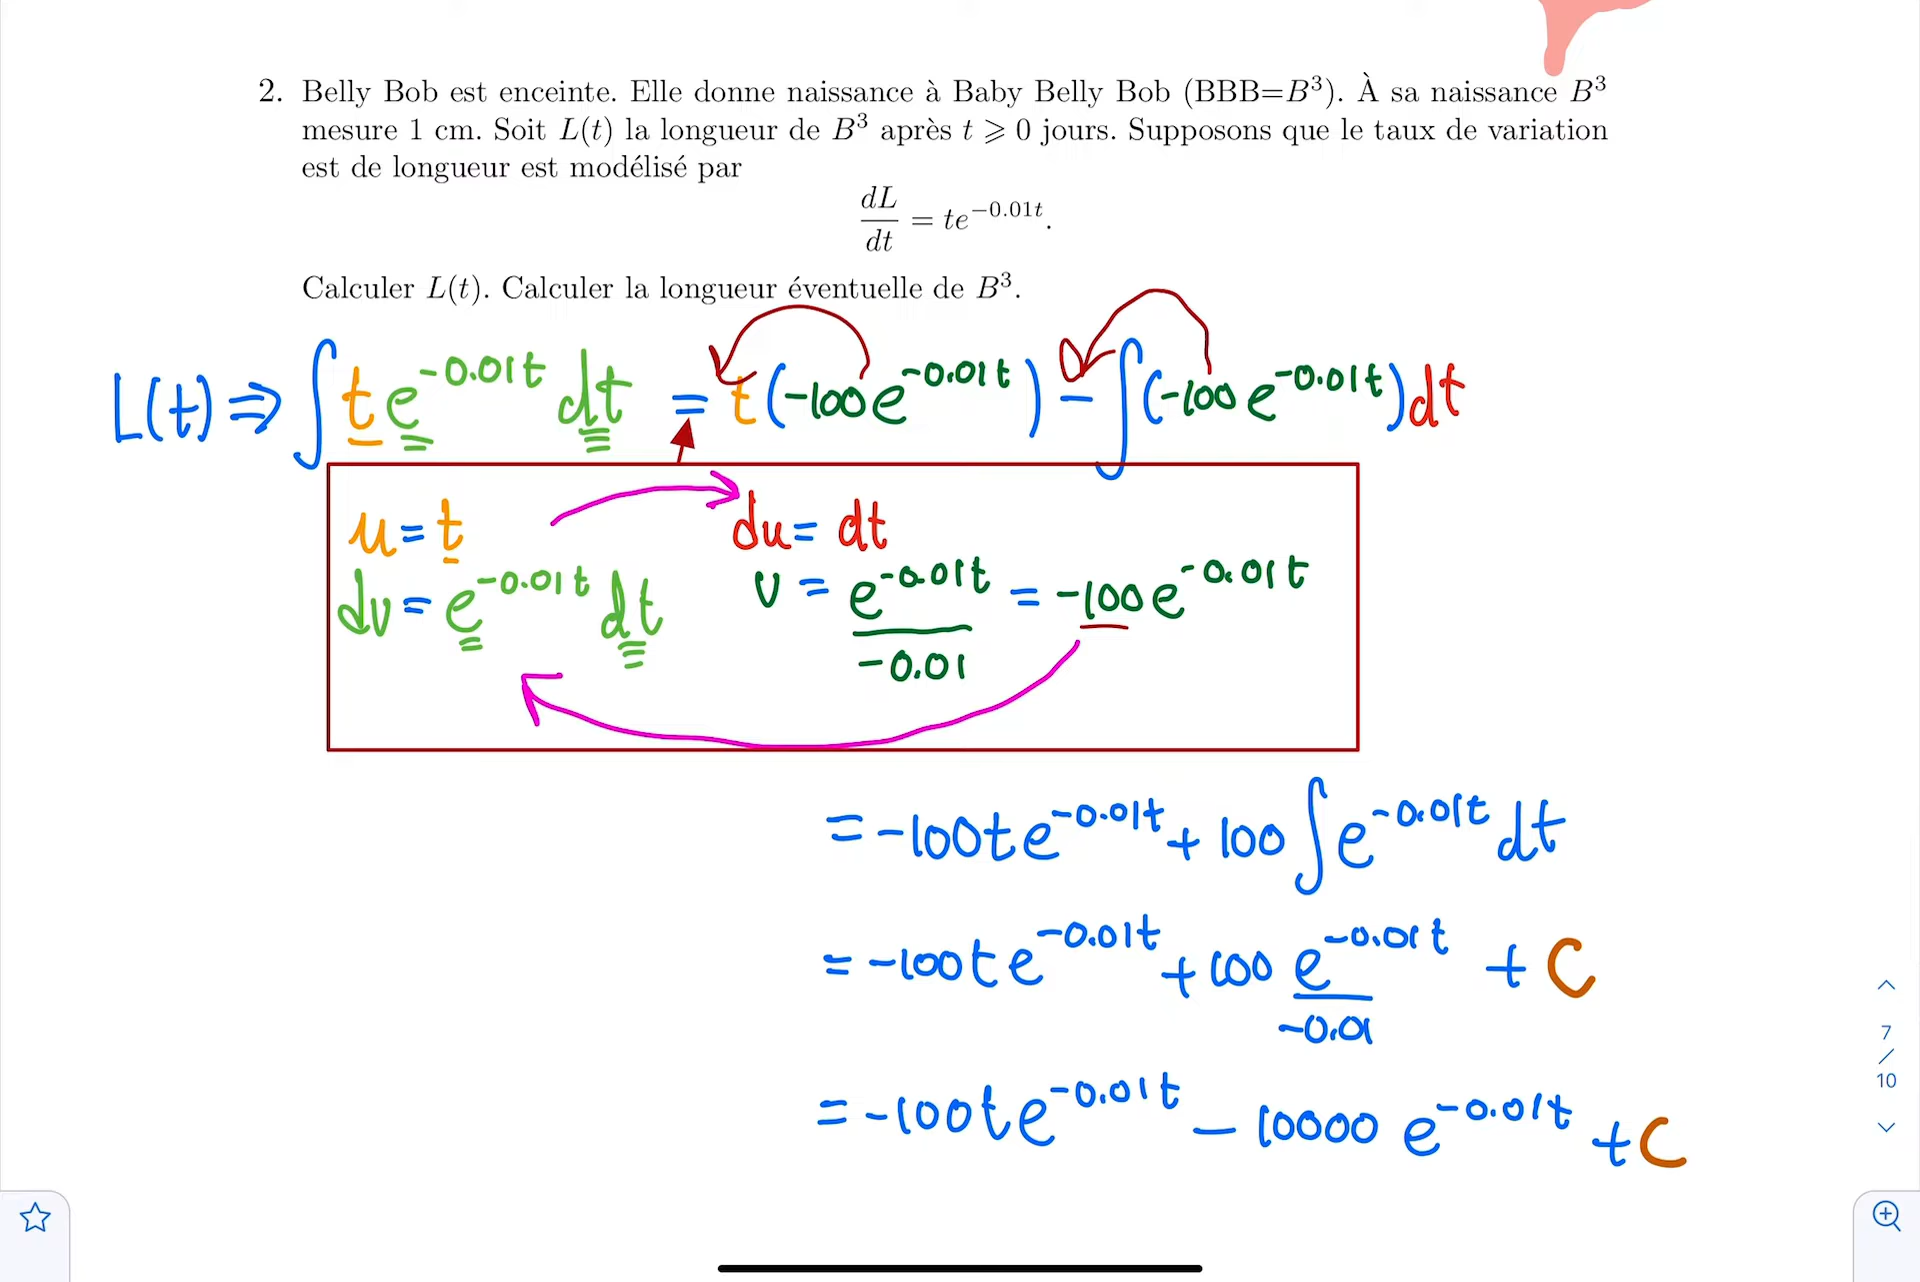 2. Belly Bob est enceinte. Elle donne naissance à Baby Belly Bob (BBB=B³). À sa naissance B³
mesure 1 cm. Soit L(t) la longueur de B³ après t ⩾ 0 jours. Supposons que le taux de variation
est de longueur est modélisé par
dL/dt = te^{-0.01t}.
Calculer L(t). Calculer la longueur éventuelle de B³.
L(t) ⇒ ∫ t e^{-0.01t} dt = t(-100e^{-0.01t}) - ∫(-100e^{-0.01t})dt
u = t du = dt
dv = e^{-0.01t} dt v = e^{-0.01t}/-0.01 = -100e^{-0.01t}
= -100te^{-0.01t} + 100 ∫ e^{-0.01t} dt
= -100te^{-0.01t} + 100 e^{-0.01t}/-0.01 + C
= -100te^{-0.01t} - 10000 e^{-0.01t} + C
7
/
10